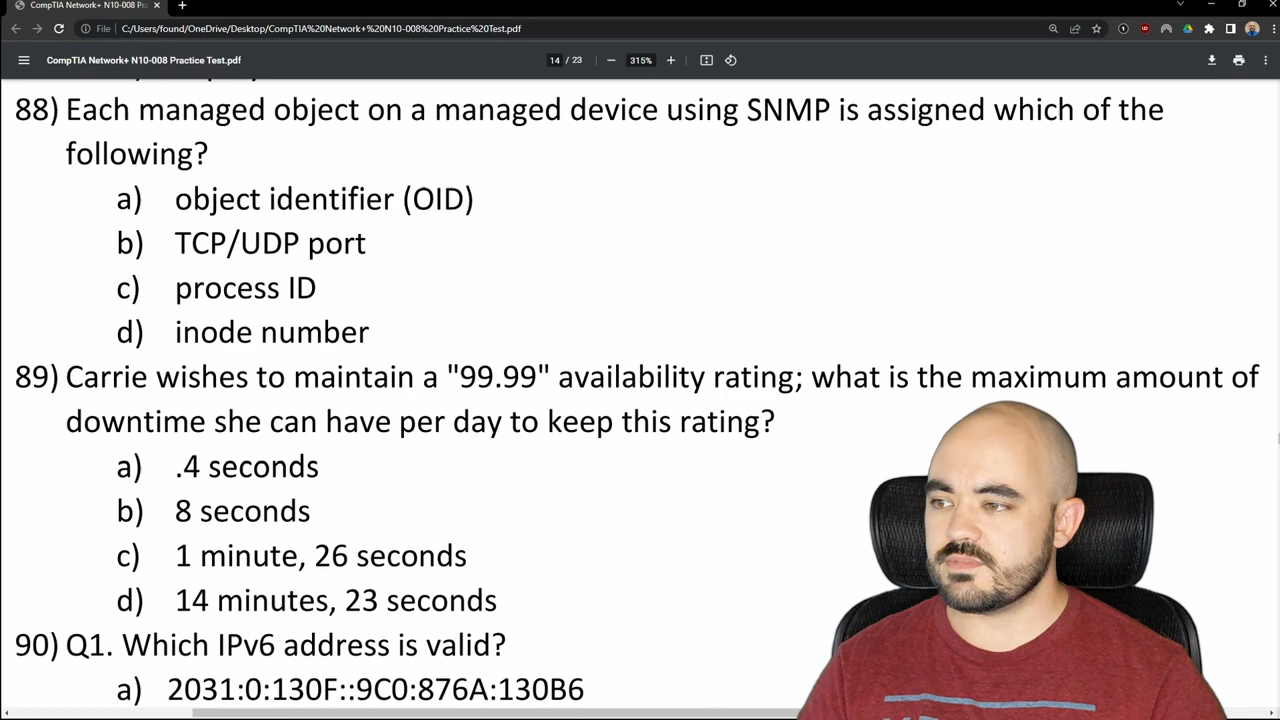 CompTIA Network+ N10-008 Pr
File
C:/Users/found/OneDrive/Desktop/CompTIA%20Network+%20N10-008%20Practice%20Test.pdf
CompTIA Network+ N10-008 Practice Test.pdf
14 / 23
315%
88) Each managed object on a managed device using SNMP is assigned which of the
following?
a) object identifier (OID)
b) TCP/UDP port
c) process ID
d) inode number
89) Carrie wishes to maintain a "99.99" availability rating; what is the maximum amount of
downtime she can have per day to keep this rating?
a) .4 seconds
b) 8 seconds
c) 1 minute, 26 seconds
d) 14 minutes, 23 seconds
90) Q1. Which IPv6 address is valid?
a) 2031:0:130F::9C0:876A:130B6